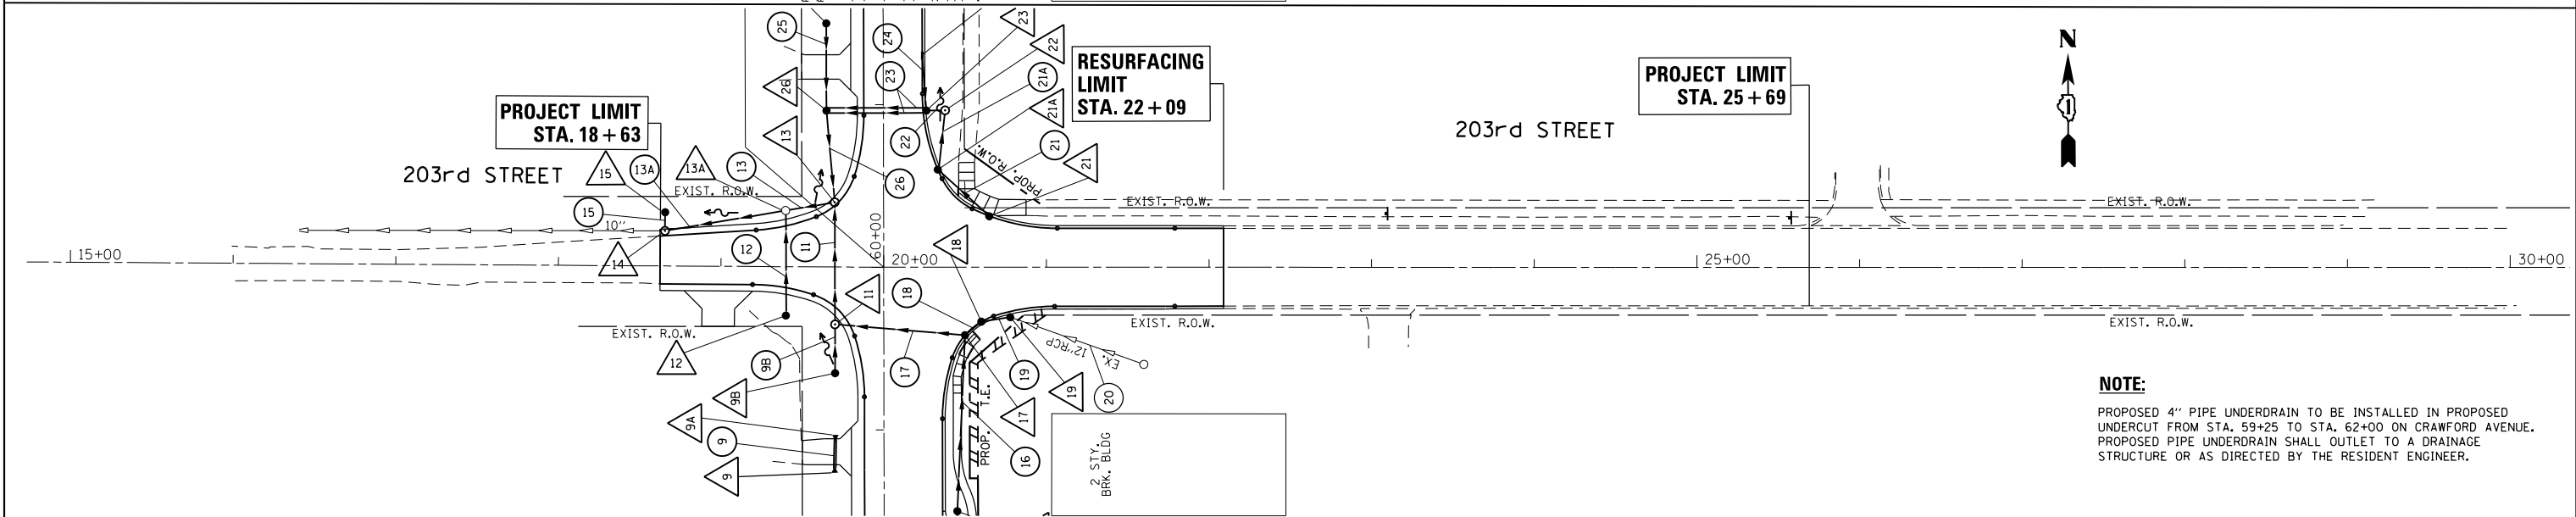 25
24
23
22
26
23
21A
RESURFACING
LIMIT
STA. 22+09
PROJECT LIMIT
STA. 25+69
N
1
PROJECT LIMIT
STA. 18+63
13
22
21A
21
203rd STREET
203rd STREET
15
13A
13A
13
26
PROP. R.O.W.
21
EXIST. R.O.W.
EXIST. R.O.W.
EXIST. R.O.W.
15
10"
14
12
11
60+00
18
15+00
20+00
25+00
30+00
11
18
EXIST. R.O.W.
EXIST. R.O.W.
EXIST. R.O.W.
12
9B
17
19
EX. 12"RCP
19
20
9B
9A
9
9
17
16
PROP. T.E.
2 STY.
BRK. BLDG
NOTE:
PROPOSED 4" PIPE UNDERDRAIN TO BE INSTALLED IN PROPOSED
UNDERCUT FROM STA. 59+25 TO STA. 62+00 ON CRAWFORD AVENUE.
PROPOSED PIPE UNDERDRAIN SHALL OUTLET TO A DRAINAGE
STRUCTURE OR AS DIRECTED BY THE RESIDENT ENGINEER.